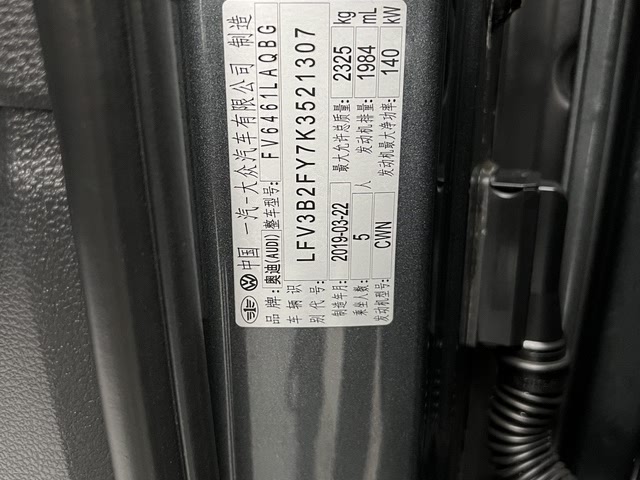 中国 一汽-大众汽车有限公司 制造
品牌: 奥迪(AUDI) 整车型号: FV6461LAQBG
车辆识别代号: LFV3B2FY7K3521307
制造年月: 2019-03-22 最大允许总质量: 2325 kg
乘坐人数: 5 人 发动机排量: 1984 mL
发动机型号: CWN 发动机最大净功率: 140 kW